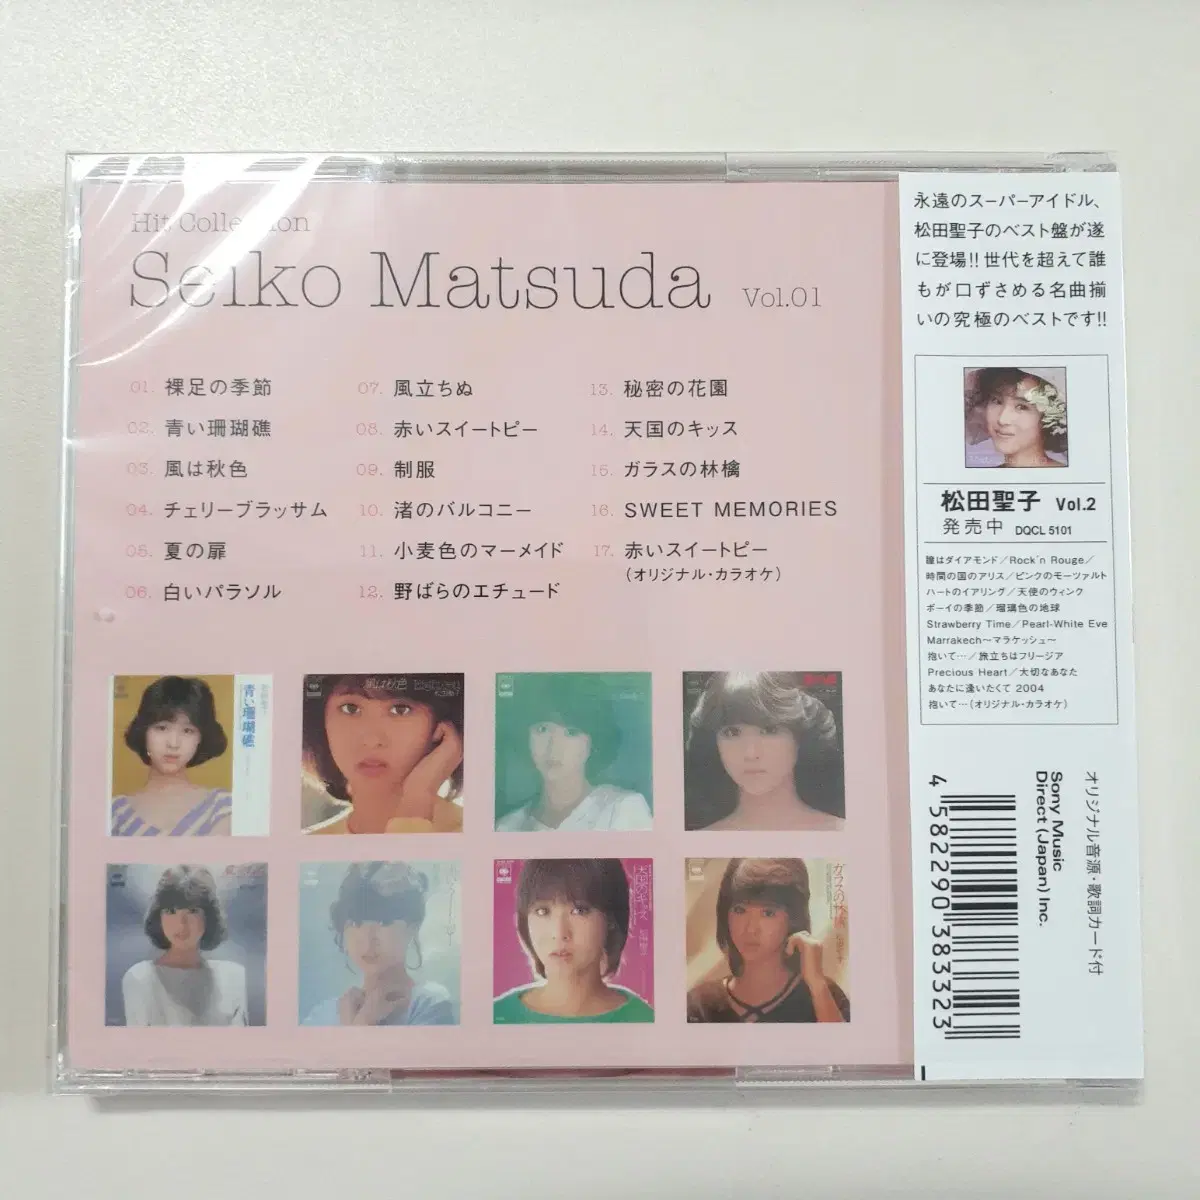 Hit Collection
Seiko Matsuda Vol.01
01. 裸足の季節
02. 青い珊瑚礁
03. 風は秋色
04. チェリーブラッサム
05. 夏の扉
06. 白いパラソル
07. 風立ちぬ
08. 赤いスイートピー
09. 制服
10. 渚のバルコニー
11. 小麦色のマーメイド
12. 野ばらのエチュード
13. 秘密の花園
14. 天国のキッス
15. ガラスの林檎
16. SWEET MEMORIES
17. 赤いスイートピー
(オリジナル・カラオケ)
青い珊瑚礁
風は秋色
天国のキッス
ガラスの林檎
永遠のスーパーアイドル、
松田聖子のベスト盤が遂
に登場!!世代を超えて誰
もが口ずさめる名曲揃
いの究極のベストです!!
松田聖子 Vol.2
発売中 DQCL 5101
瞳はダイアモンド/Rock'n Rouge/
時間の国のアリス/ピンクのモーツァルト
ハートのイアリング/天使のウィンク
ボーイの季節/瑠璃色の地球
Strawberry Time/Pearl-White Eve
Marrakech〜マラケッシュ〜
抱いて…/旅立ちはフリージア
Precious Heart/大切なあなた
あなたに逢いたくて 2004
抱いて…(オリジナル・カラオケ)
オリジナル音源・歌詞カード付
Sony Music
Direct (Japan) Inc.
4 582290 383323